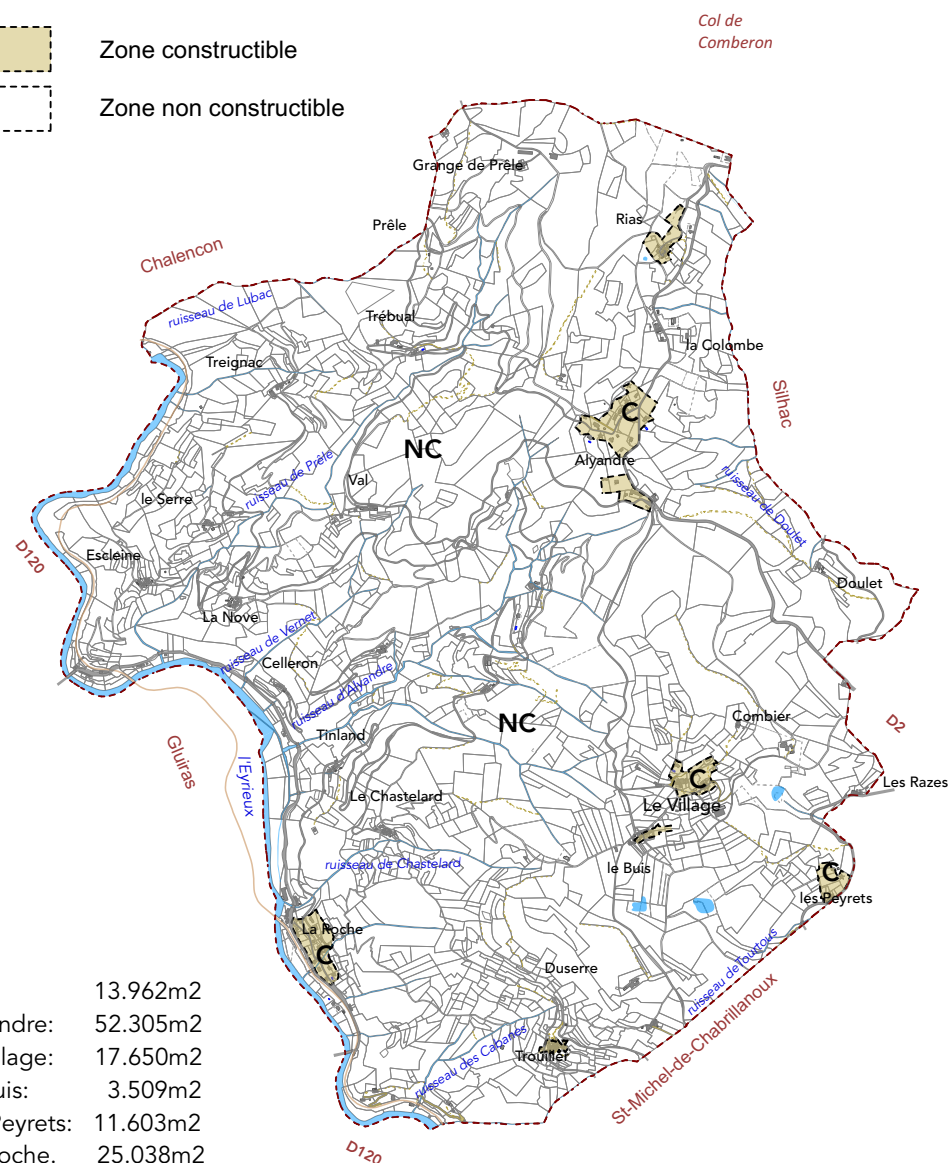 Col de
Comberon
Zone constructible
Zone non constructible
Grange de Prêle
Rias
Prêle
Chalencon
ruisseau de Lubac
Trébual
la Colombe
Treignac
Silhac
C
NC
Alyandre
ruisseau de Prêle
Val
ruisseau de Doulet
le Serre
D120
Escleine
Doulet
La Nove
ruisseau de Vernet
Celleron
ruisseau d'Alyandre
NC
Combier
D2
Tinland
Gluiras
l'Eyrieux
C
Les Razes
Le Chastelard
Le Village
ruisseau de Chastelard
le Buis
C
les Peyrets
La Roche
C
Duserre
ruisseau de Tourtous
13.962m2
ndre: 52.305m2
llage: 17.650m2
uis: 3.509m2
Peyrets: 11.603m2
oche. 25.038m2
Trouiller
ruisseau des Cabanes
St-Michel-de-Chabrillanoux
D120